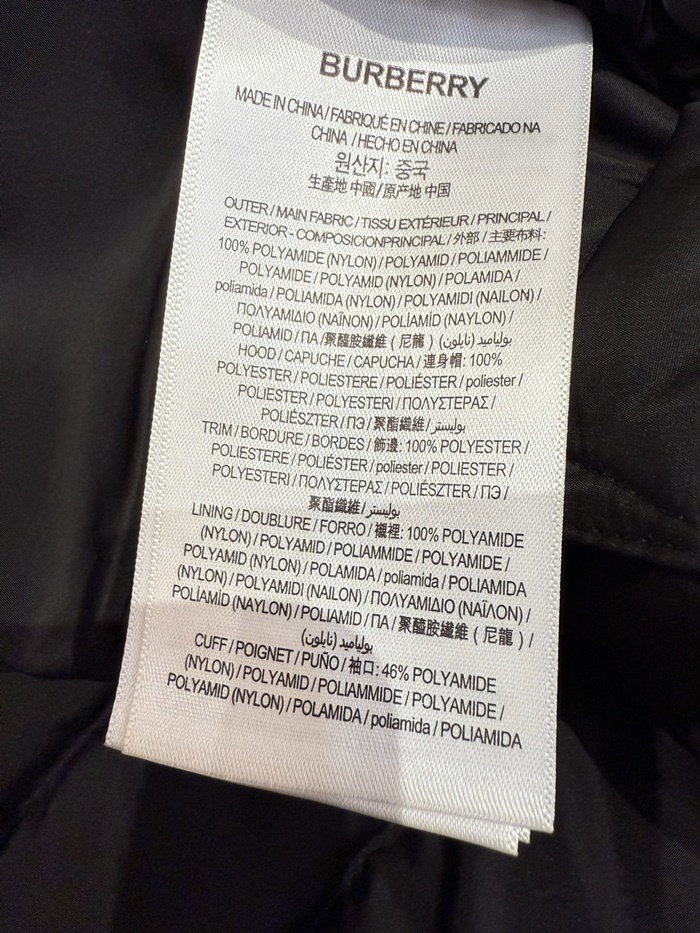 BURBERRY
MADE IN CHINA / FABRIQUÉ EN CHINE / FABRICADO NA
CHINA / HECHO EN CHINA
원산지: 중국
生產地 中國 / 原产地 中国
OUTER / MAIN FABRIC / TISSU EXTÉRIEUR / PRINCIPAL /
EXTERIOR - COMPOSICIONPRINCIPAL / 外部 / 主要布料:
100% POLYAMIDE (NYLON) / POLYAMID / POLIAMMIDE /
POLYAMIDE / POLYAMID (NYLON) / POLAMIDA /
poliamida / POLIAMIDA (NYLON) / POLYAMIDI (NAILON) /
ΠΟΛΥΑΜΙΔΙΟ (ΝΑΪΝΟΝ) / POLİAMİD (NAYLON) /
POLIAMID / ПА /聚醯胺纖維 ( 尼龍 ) بوليأميد (نايلون)
HOOD / CAPUCHE / CAPUCHA / 連身帽: 100%
POLYESTER / POLIESTERE / POLIÉSTER / poliester /
POLIESTER / POLYESTERI / ΠΟΛΥΣΤΕΡΑΣ /
POLIÉSZTER / ПЭ / 聚酯纖維 / بوليستر
TRIM / BORDURE / BORDES / 飾邊: 100% POLYESTER /
POLIESTERE / POLIÉSTER / poliester / POLIESTER /
POLYESTERI / ΠΟΛΥΣΤΕΡΑΣ / POLIÉSZTER / ПЭ /
聚酯纖維 / بوليستر
LINING / DOUBLURE / FORRO / 襯裡: 100% POLYAMIDE
(NYLON) / POLYAMID / POLIAMMIDE / POLYAMIDE /
POLYAMID (NYLON) / POLAMIDA / poliamida / POLIAMIDA
(NYLON) / POLYAMIDI (NAILON) / ΠΟΛΥΑΜΙΔΙΟ (ΝΑΪΛΟΝ) /
POLİAMİD (NAYLON) / POLIAMID / ПА / 聚醯胺纖維 ( 尼龍 ) /
بوليأميد (نايلون)
CUFF / POIGNET / PUÑO / 袖口: 46% POLYAMIDE
(NYLON) / POLYAMID / POLIAMMIDE / POLYAMIDE /
POLYAMID (NYLON) / POLAMIDA / poliamida / POLIAMIDA